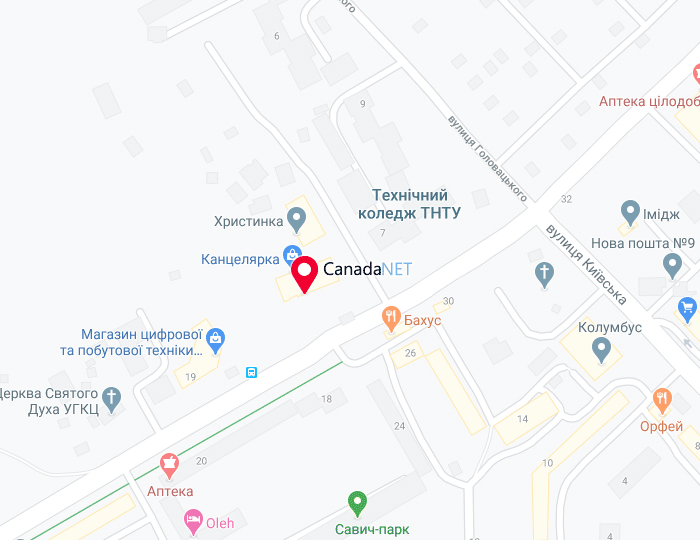 6
9
Аптека цілодоб
вулиця Головацького
Технічний
коледж ТНТУ
32
Імідж
Христинка
7
вулиця Київська
Нова пошта №9
Канцелярка
CanadaNET
30
Бахус
Колумбус
Магазин цифрової
та побутової техніки...
26
19
Церква Святого
Духа УГКЦ
18
24
14
Орфей
20
10
4
Аптека
Oleh
Савич-парк
4